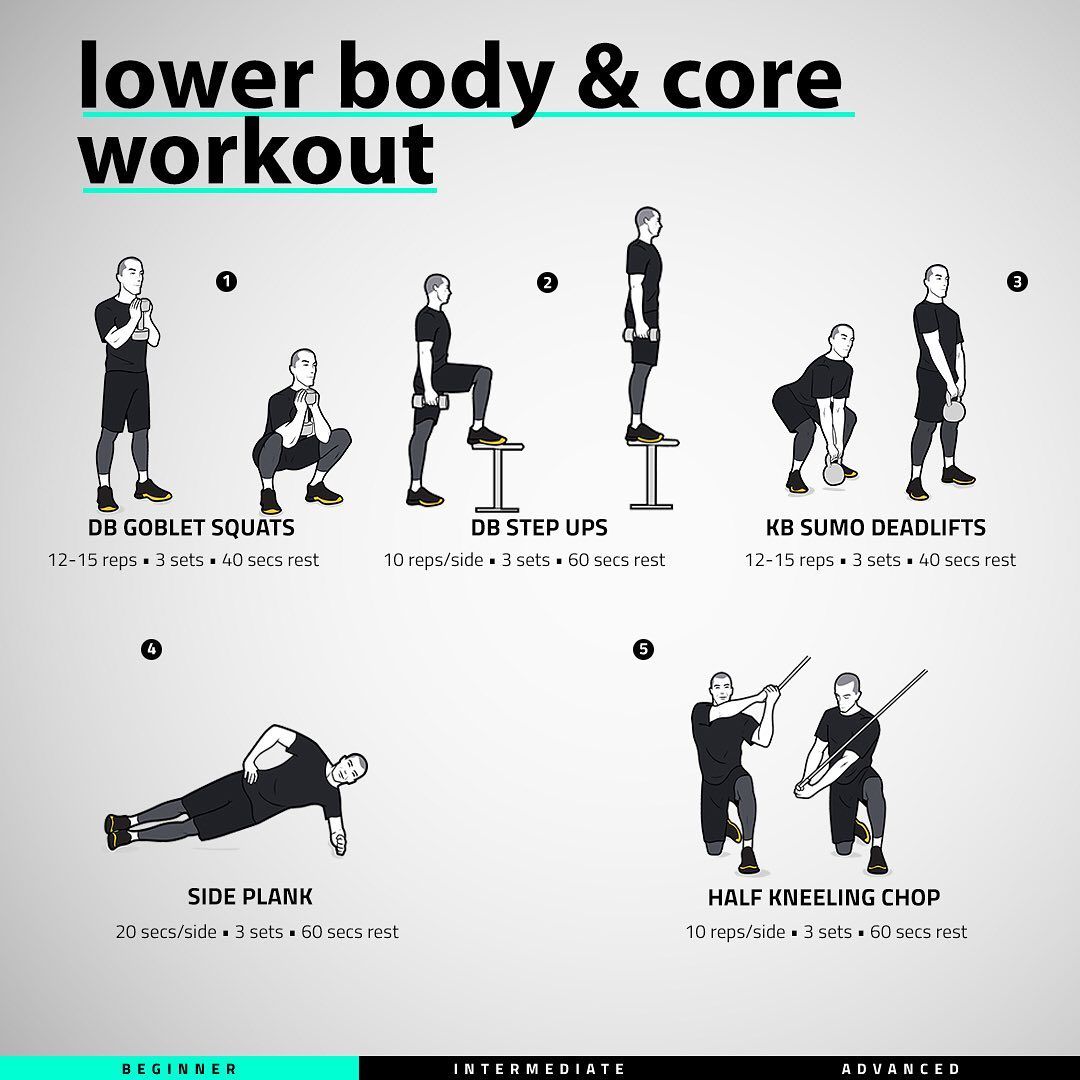 lower body & core
workout
1
2
3
DB GOBLET SQUATS
12-15 reps ▪ 3 sets ▪ 40 secs rest
DB STEP UPS
10 reps/side ▪ 3 sets ▪ 60 secs rest
KB SUMO DEADLIFTS
12-15 reps ▪ 3 sets ▪ 40 secs rest
4
5
SIDE PLANK
20 secs/side ▪ 3 sets ▪ 60 secs rest
HALF KNEELING CHOP
10 reps/side ▪ 3 sets ▪ 60 secs rest
BEGINNER INTERMEDIATE ADVANCED